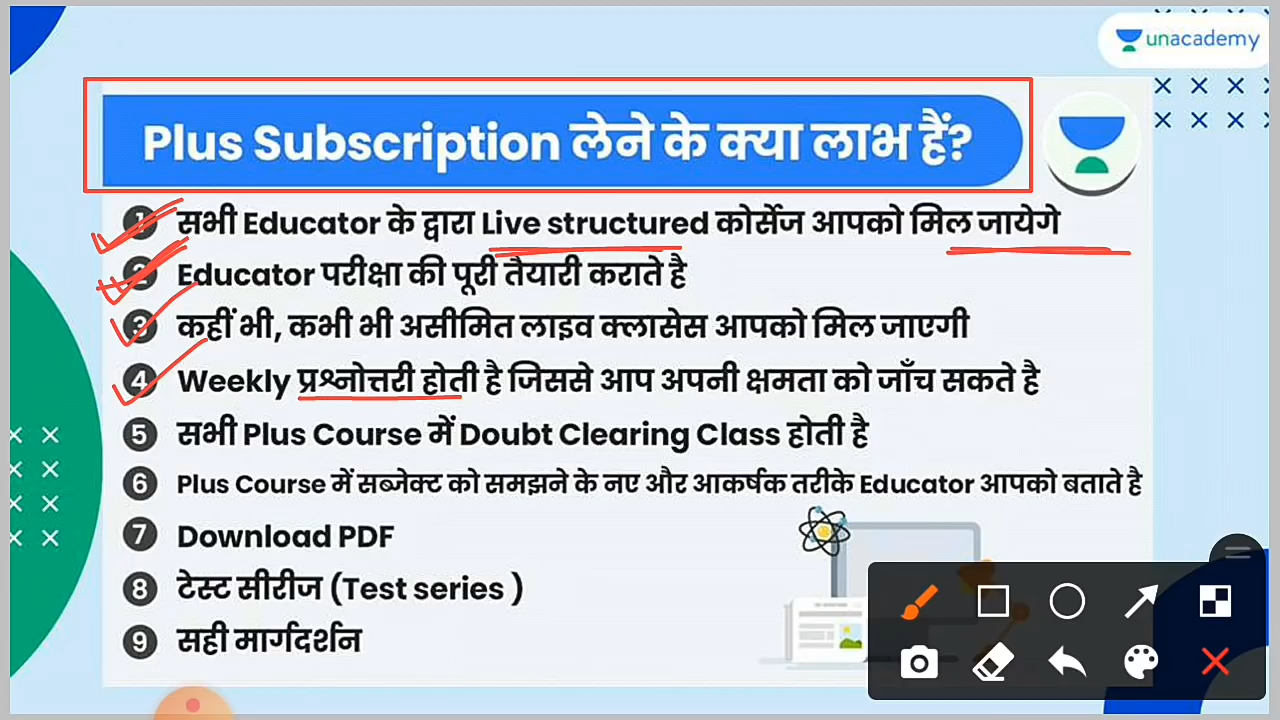 unacademy
Plus Subscription लेने के क्या लाभ हैं?
1 सभी Educator के द्वारा Live structured कोर्सेज आपको मिल जायेगे
2 Educator परीक्षा की पूरी तैयारी कराते है
3 कहीं भी, कभी भी असीमित लाइव क्लासेस आपको मिल जाएगी
4 Weekly प्रश्नोत्तरी होती है जिससे आप अपनी क्षमता को जाँच सकते है
5 सभी Plus Course में Doubt Clearing Class होती है
6 Plus Course में सब्जेक्ट को समझने के नए और आकर्षक तरीके Educator आपको बताते है
7 Download PDF
8 टेस्ट सीरीज (Test series )
9 सही मार्गदर्शन